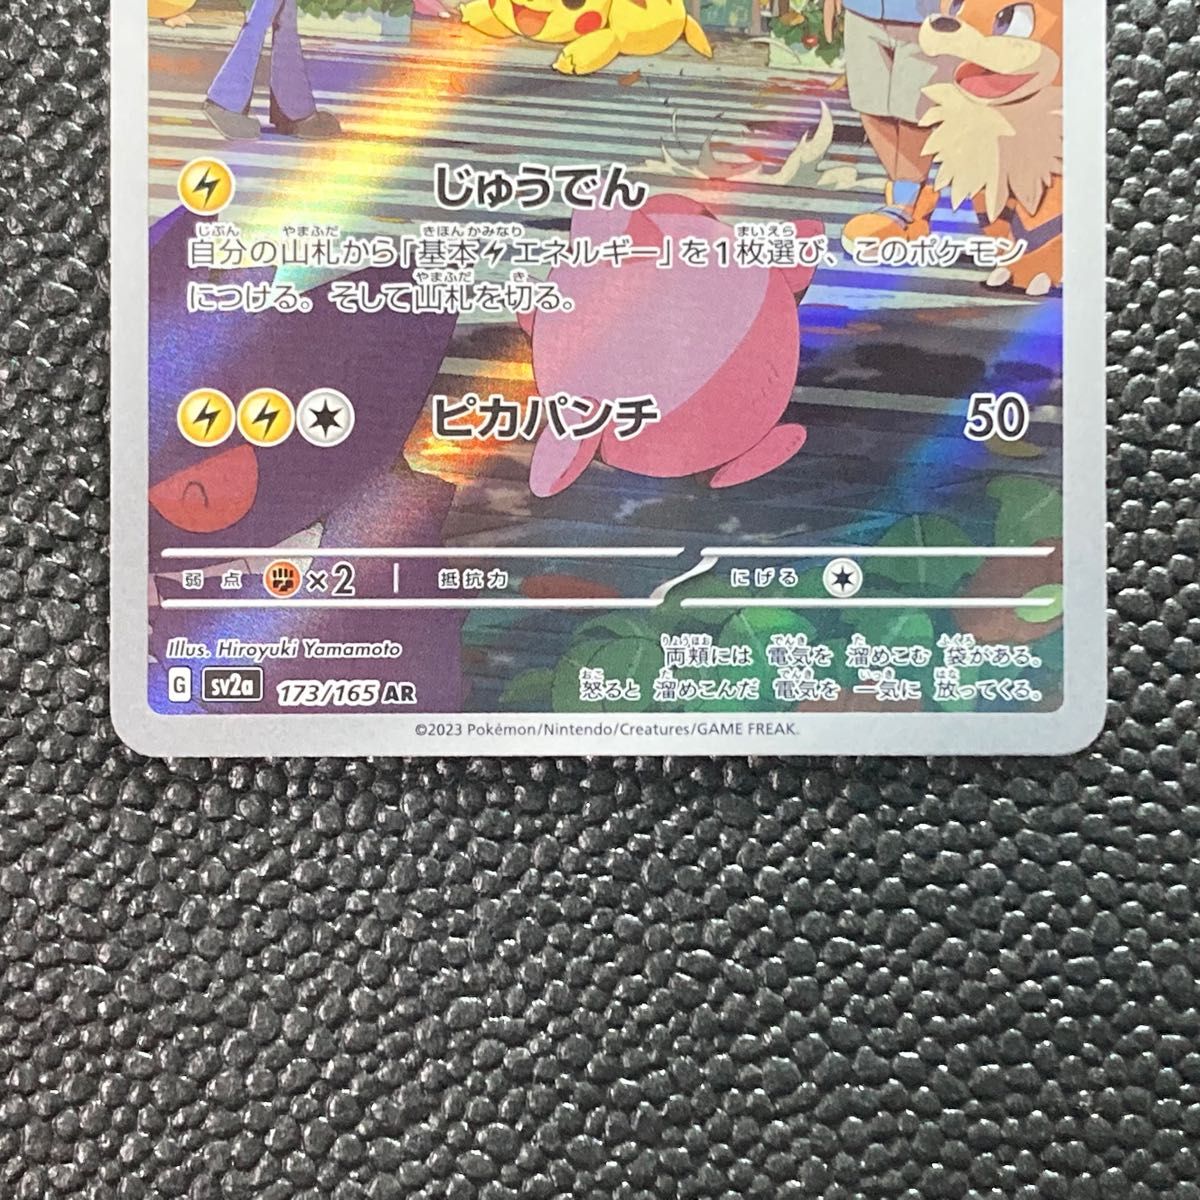 じゅうでん
自分の山札から「基本エネルギー」を1枚選び、このポケモン
につける。そして山札を切る。
ピカパンチ 50
弱点 ×2 抵抗力 にげる
Illus. Hiroyuki Yamamoto
両頬には 電気を 溜めこむ 袋がある。
怒ると 溜めこんだ 電気を 一気に 放ってくる。
G sv2a 173/165 AR
©2023 Pokémon/Nintendo/Creatures/GAME FREAK.